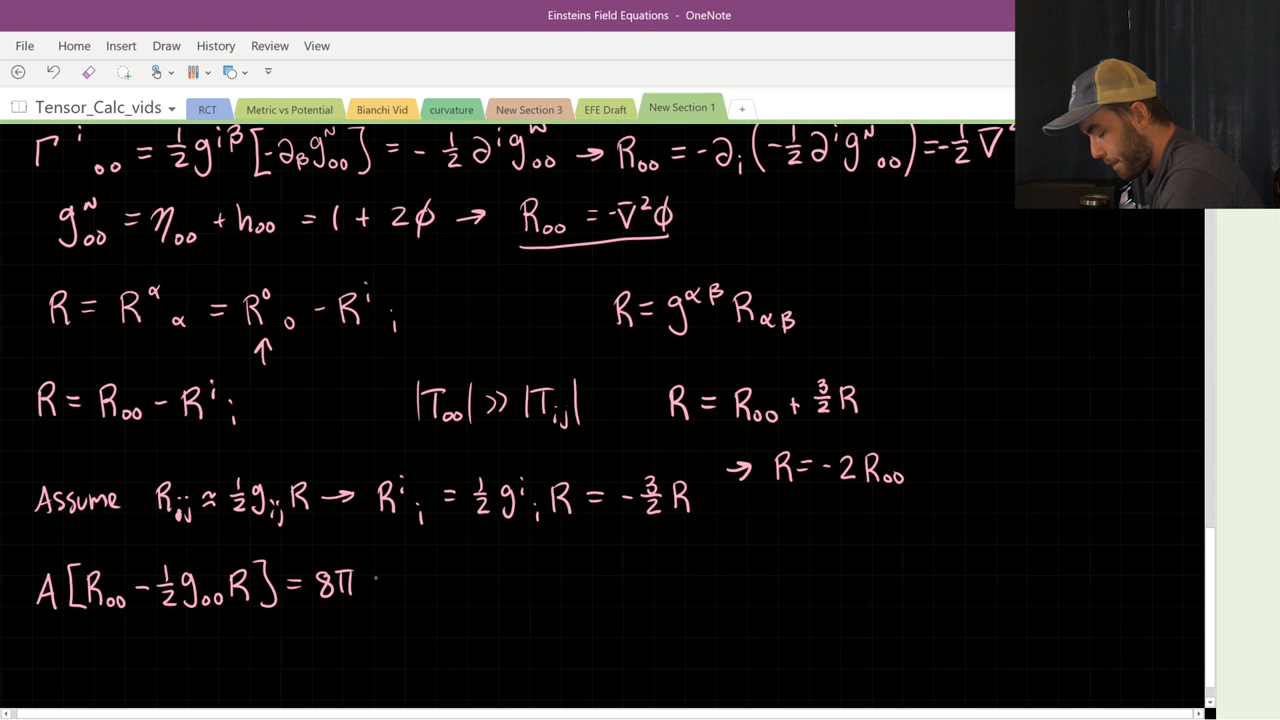 Einsteins Field Equations - OneNote
File Home Insert Draw History Review View
Tensor_Calc_vids RCT Metric vs Potential Bianchi Vid curvature New Section 3 EFE Draft New Section 1 +
Γ^i_00 = 1/2 g^{iβ} [-∂_β g^N_00] = - 1/2 ∂^i g^N_00 → R_00 = -∂_i (-1/2 ∂^i g^N_00) = -1/2 ∇²
g^N_00 = η_00 + h_00 = 1 + 2φ → R_00 = -∇²φ
R = R^α_α = R^0_0 - R^i_i R = g^{αβ} R_αβ
↑
R = R_00 - R^i_i |T_00| >> |T_ij| R = R_00 + 3/2 R
→ R = -2 R_00
Assume R_ij ≈ 1/2 g_ij R → R^i_i = 1/2 g^i_i R = - 3/2 R
A [R_00 - 1/2 g_00 R] = 8π